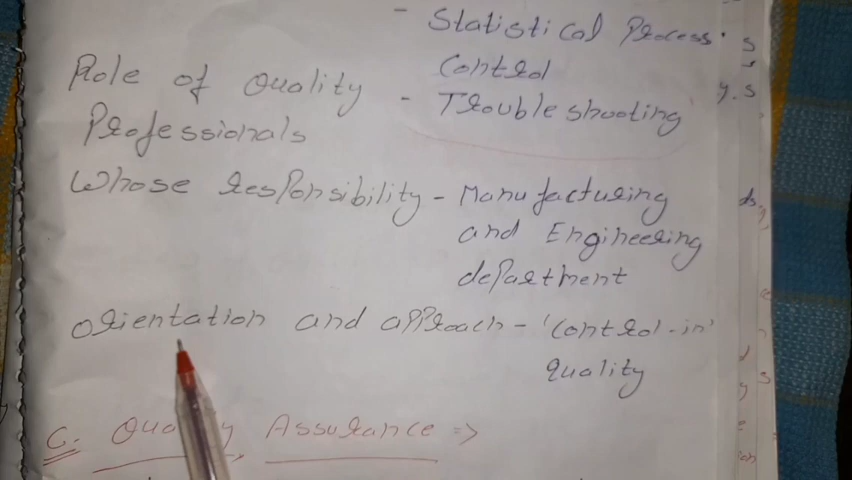 - Statistical Process
Control
Role of Quality - Troubleshooting
Professionals
Whose responsibility - Manufacturing
and Engineering
department
Orientation and approach - 'Control-in'
quality
C. Quality Assurance =>